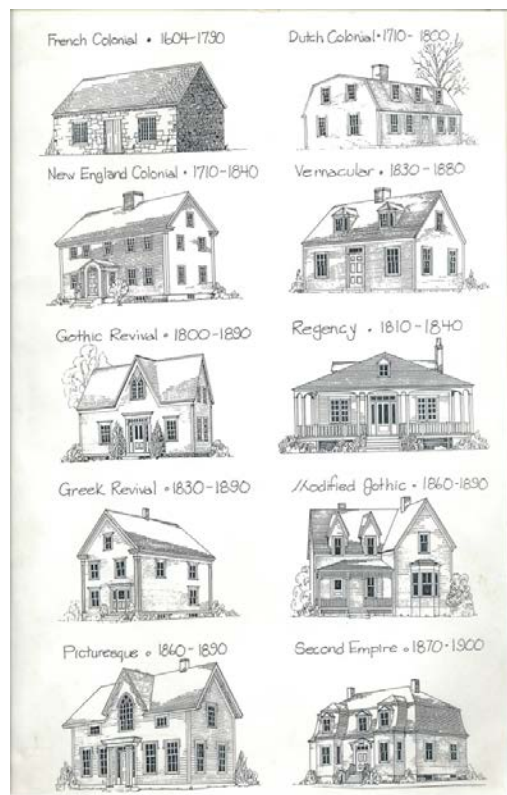 French Colonial • 1604-1790
Dutch Colonial • 1710-1800
New England Colonial • 1710-1840
Vernacular • 1830-1880
Gothic Revival • 1800-1890
Regency • 1810-1840
Greek Revival • 1830-1890
Modified Gothic • 1860-1890
Picturesque • 1860-1890
Second Empire • 1870-1900